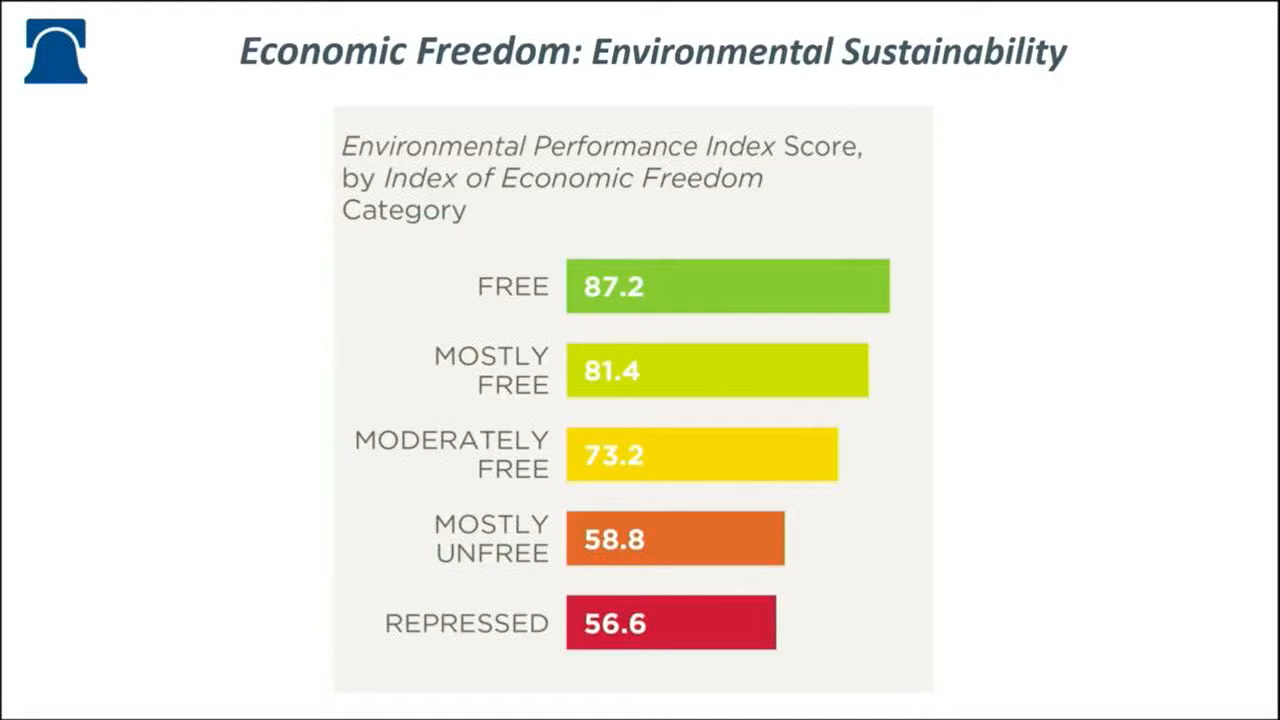 Economic Freedom: Environmental Sustainability
Environmental Performance Index Score,
by Index of Economic Freedom
Category
FREE 87.2
MOSTLY
FREE 81.4
MODERATELY
FREE 73.2
MOSTLY
UNFREE 58.8
REPRESSED 56.6